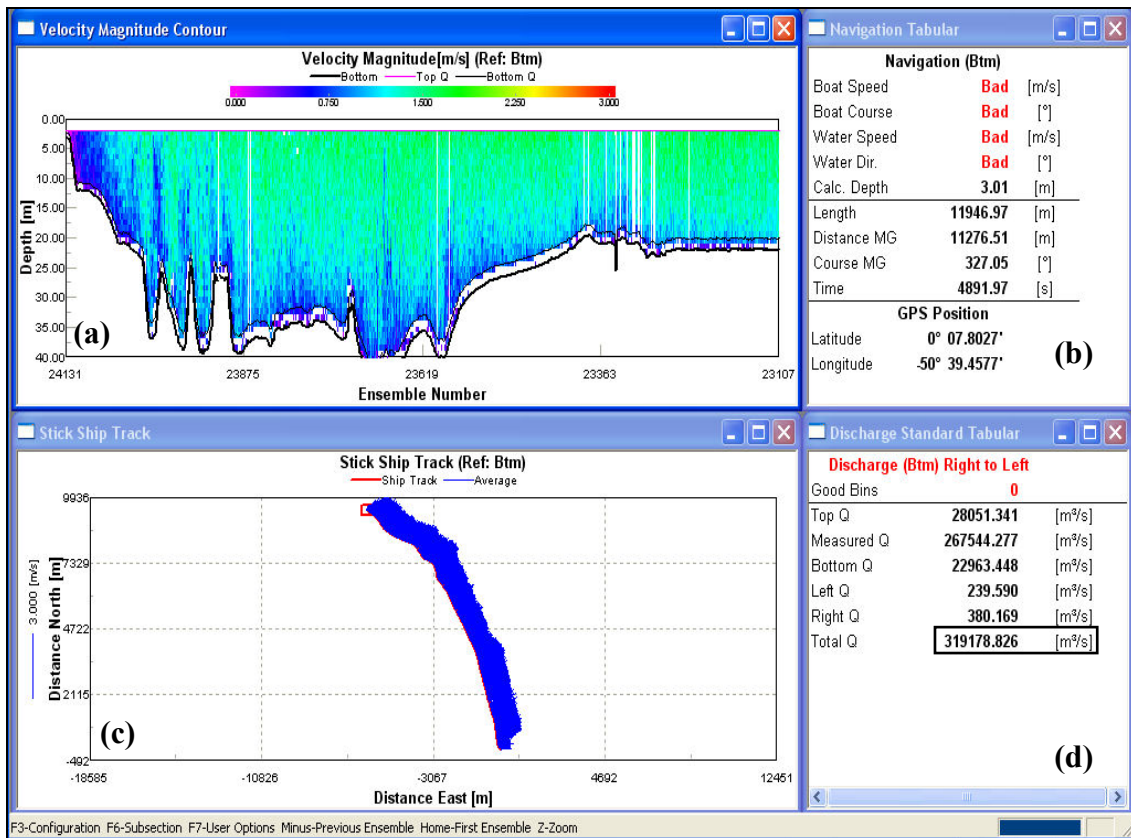 Velocity Magnitude Contour
Velocity Magnitude[m/s] (Ref: Btm)
Bottom Top Q Bottom Q
0.000 0.750 1.500 2.250 3.000
0.00
5.00
10.00
15.00
20.00
25.00
30.00
35.00
40.00
Depth [m]
(a)
24131 23875 23619 23363 23107
Ensemble Number
Navigation Tabular
Navigation (Btm)
Boat Speed Bad [m/s]
Boat Course Bad [°]
Water Speed Bad [m/s]
Water Dir. Bad [°]
Calc. Depth 3.01 [m]
Length 11946.97 [m]
Distance MG 11276.51 [m]
Course MG 327.05 [°]
Time 4891.97 [s]
GPS Position
Latitude 0° 07.8027'
Longitude -50° 39.4577'
(b)
Stick Ship Track
Stick Ship Track (Ref: Btm)
Ship Track Average
9936
7329
4722
2115
-492
3.000 [m/s]
Distance North [m]
(c)
-18585 -10826 -3067 4692 12451
Distance East [m]
Discharge Standard Tabular
Discharge (Btm) Right to Left
Good Bins 0
Top Q 28051.341 [m³/s]
Measured Q 267544.277 [m³/s]
Bottom Q 22963.448 [m³/s]
Left Q 239.590 [m³/s]
Right Q 380.169 [m³/s]
Total Q 319178.826 [m³/s]
(d)
F3-Configuration F6-Subsection F7-User Options Minus-Previous Ensemble Home-First Ensemble Z-Zoom